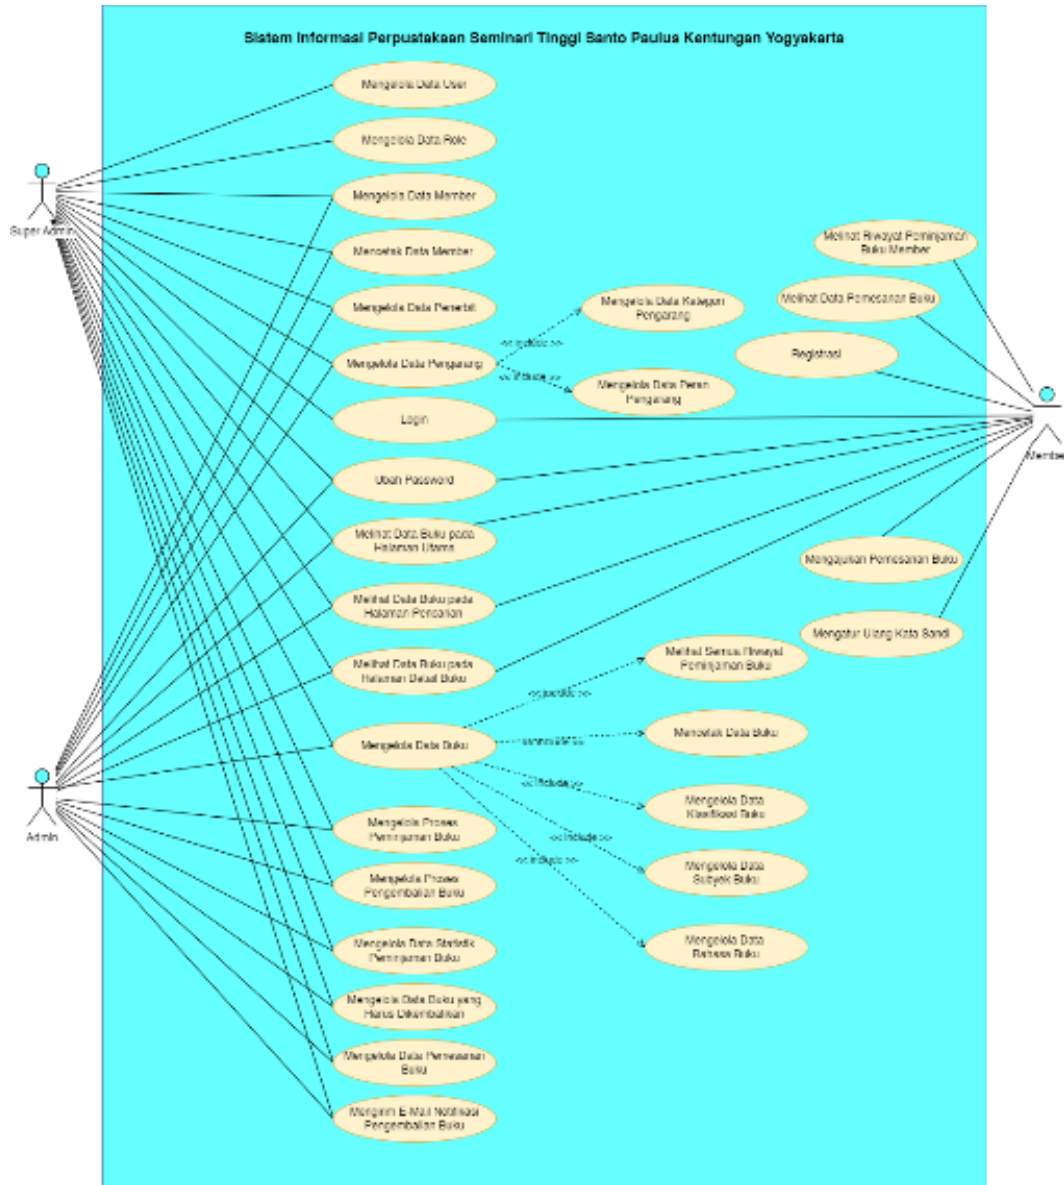 Sistem Informasi Perpustakaan Seminari Tinggi Santo Paulus Kentungan Yogyakarta
Mengelola Data User
Mengelola Data Role
Mengelola Data Member
Mencetak Data Member
Mengelola Data Penerbit
Mengelola Data Pengarang
Login
Ubah Password
Melihat Data Buku pada
Halaman Utama
Melihat Data Buku pada
Halaman Pencarian
Melihat Data Buku pada
Halaman Detail Buku
Mengelola Data Buku
Mengelola Proses
Peminjaman Buku
Mengelola Proses
Pengembalian Buku
Mengelola Data Statistik
Peminjaman Buku
Mengelola Data Buku yang
Harus Dikembalikan
Mengelola Data Pemesanan
Buku
Mengirim E-Mail Notifikasi
Pengembalian Buku
Super Admin
Admin
<< include >>
<< include >>
Mengelola Data Kategori
Pengarang
Mengelola Data Peran
Pengarang
Melihat Riwayat Peminjaman
Buku Member
Melihat Data Pemesanan Buku
Registrasi
Member
Mengajukan Pemesanan Buku
Mengatur Ulang Kata Sandi
<< include >>
<< include >>
<< include >>
<< include >>
<< include >>
Melihat Semua Riwayat
Peminjaman Buku
Mencetak Data Buku
Mengelola Data
Klasifikasi Buku
Mengelola Data
Subyek Buku
Mengelola Data
Bahasa Buku